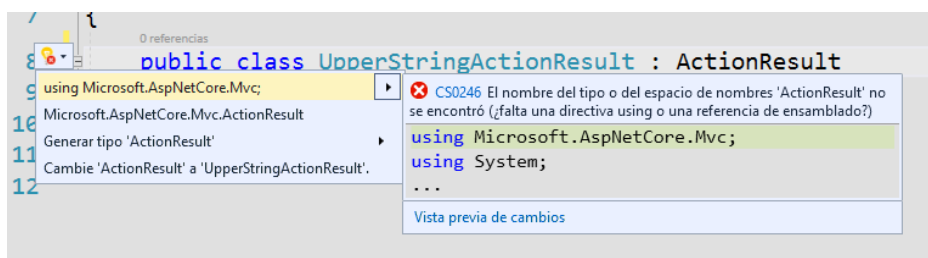 7
{
0 referencias
8 public class UpperStringActionResult : ActionResult
9
10
11
12
using Microsoft.AspNetCore.Mvc;
Microsoft.AspNetCore.Mvc.ActionResult
Generar tipo 'ActionResult'
Cambie 'ActionResult' a 'UpperStringActionResult'.
CS0246 El nombre del tipo o del espacio de nombres 'ActionResult' no
se encontró (¿falta una directiva using o una referencia de ensamblado?)
using Microsoft.AspNetCore.Mvc;
using System;
...
Vista previa de cambios